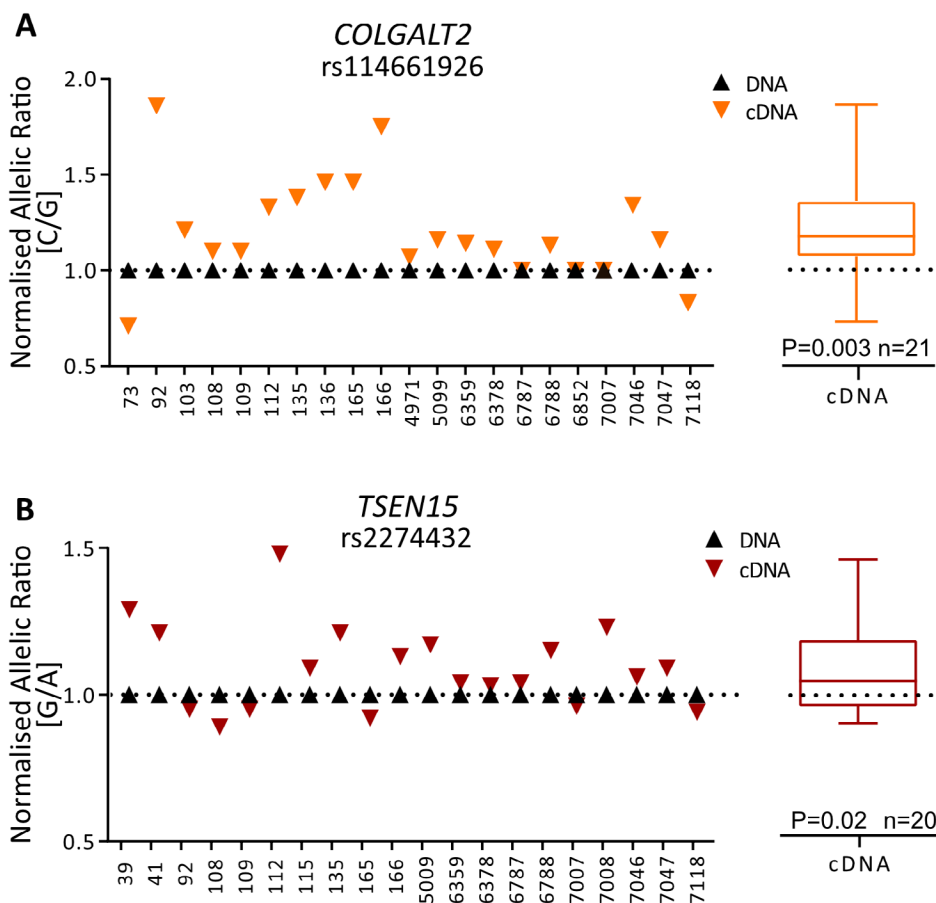 A
COLGALT2
rs114661926
Normalised Allelic Ratio
[C/G]
2.0
1.5
1.0
0.5
DNA
cDNA
73
92
103
108
109
112
135
136
165
166
4971
5099
6359
6378
6787
6788
6852
7007
7046
7047
7118
P=0.003 n=21
cDNA
B
TSEN15
rs2274432
Normalised Allelic Ratio
[G/A]
1.5
1.0
0.5
DNA
cDNA
39
41
92
108
109
112
115
135
165
166
5009
6359
6378
6787
6788
7007
7008
7046
7047
7118
P=0.02 n=20
cDNA